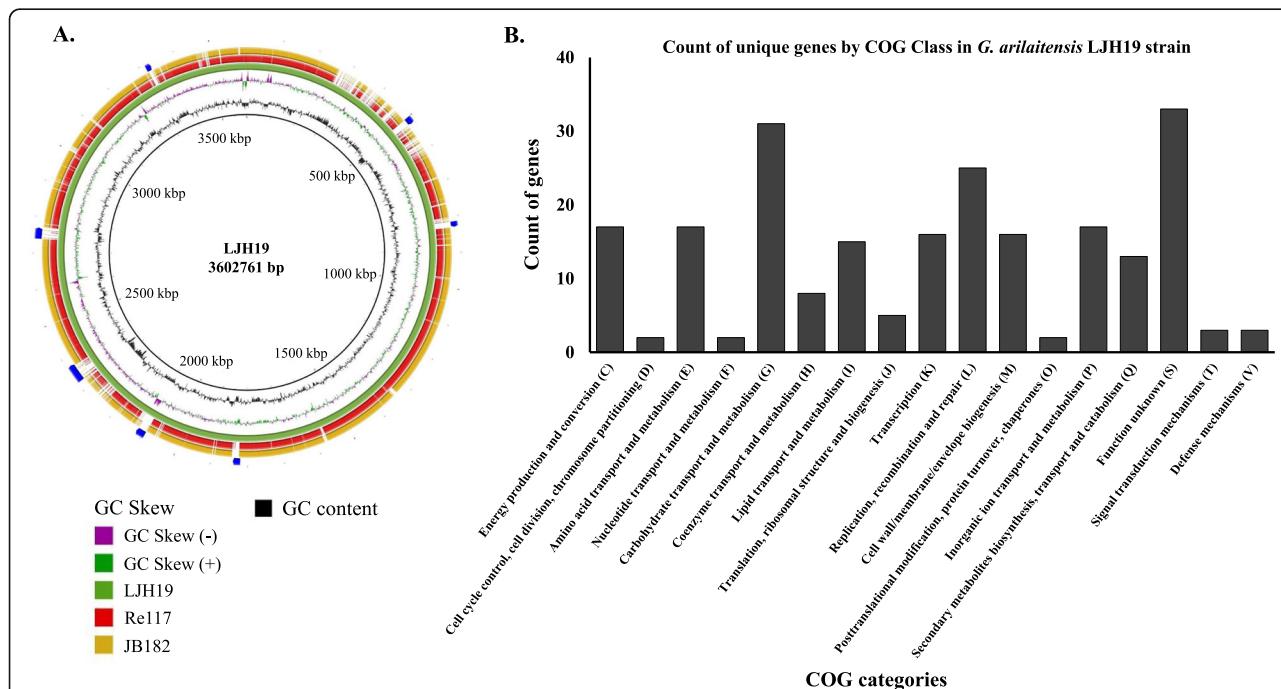 A.
3500 kbp
500 kbp
3000 kbp
LJH19
3602761 bp
1000 kbp
2500 kbp
2000 kbp
1500 kbp
GC Skew
GC content
GC Skew (-)
GC Skew (+)
LJH19
Re117
JB182
B.
Count of unique genes by COG Class in G. arilaitensis LJH19 strain
Count of genes
40
30
20
10
0
Energy production and conversion (C)
Cell cycle control, cell division, chromosome partitioning (D)
Amino acid transport and metabolism (E)
Nucleotide transport and metabolism (F)
Carbohydrate transport and metabolism (G)
Coenzyme transport and metabolism (H)
Lipid transport and metabolism (I)
Translation, ribosomal structure and biogenesis (J)
Transcription (K)
Replication, recombination and repair (L)
Cell wall/membrane/envelope biogenesis (M)
Posttranslational modification, protein turnover, chaperones (O)
Inorganic ion transport and metabolism (P)
Secondary metabolites biosynthesis, transport and catabolism (Q)
Function unknown (S)
Signal transduction mechanisms (T)
Defense mechanisms (V)
COG categories